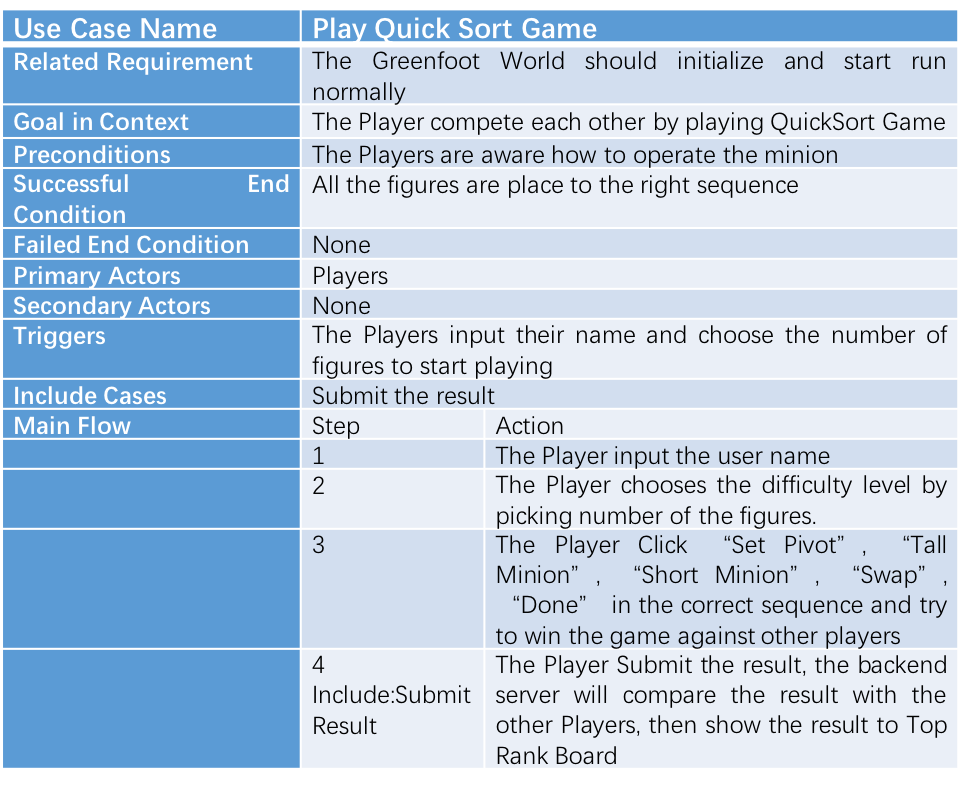 Use Case Name
Play Quick Sort Game
Related Requirement
The Greenfoot World should initialize and start run
normally
Goal in Context
The Player compete each other by playing QuickSort Game
Preconditions
The Players are aware how to operate the minion
Successful End
Condition
All the figures are place to the right sequence
Failed End Condition
None
Primary Actors
Players
Secondary Actors
None
Triggers
The Players input their name and choose the number of
figures to start playing
Include Cases
Submit the result
Main Flow
Step
Action
1
The Player input the user name
2
The Player chooses the difficulty level by
picking number of the figures.
3
The Player Click “Set Pivot” , “Tall
Minion” , “Short Minion” , “Swap” ,
“Done” in the correct sequence and try
to win the game against other players
4
Include:Submit
Result
The Player Submit the result, the backend
server will compare the result with the
other Players, then show the result to Top
Rank Board